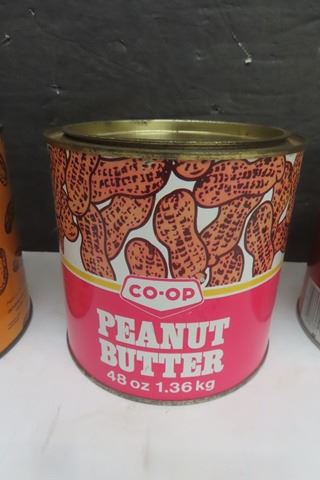 CO-OP
PEANUT
BUTTER
48 oz 1.36 kg